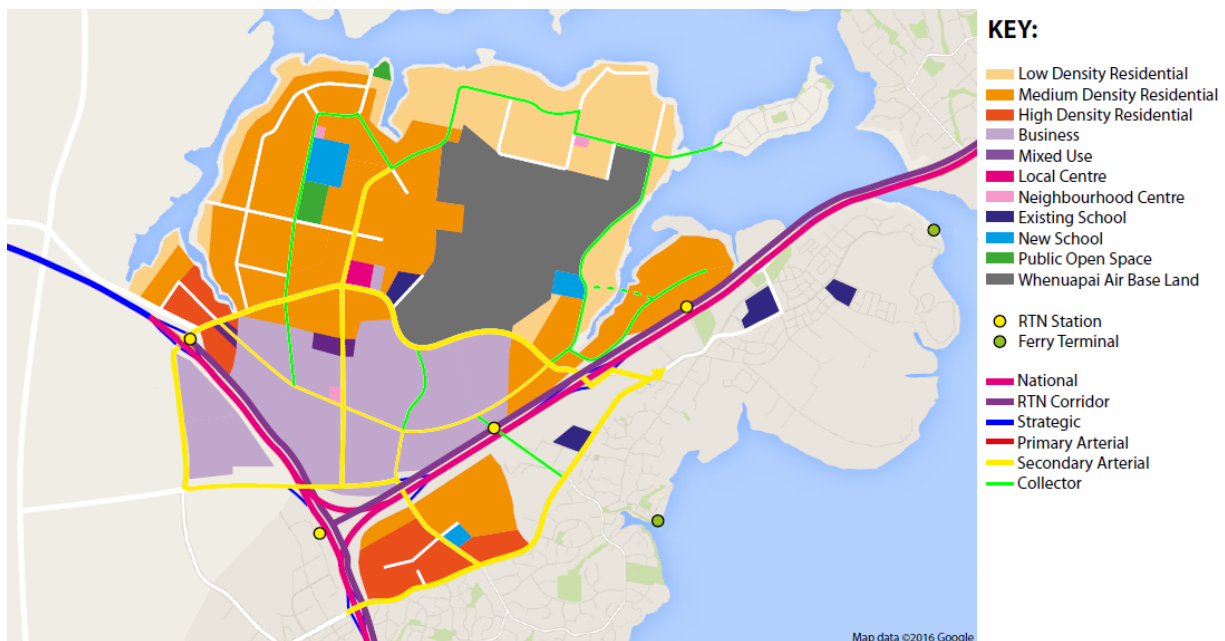 KEY:
Low Density Residential
Medium Density Residential
High Density Residential
Business
Mixed Use
Local Centre
Neighbourhood Centre
Existing School
New School
Public Open Space
Whenuapai Air Base Land
RTN Station
Ferry Terminal
National
RTN Corridor
Strategic
Primary Arterial
Secondary Arterial
Collector
Map data ©2016 Google